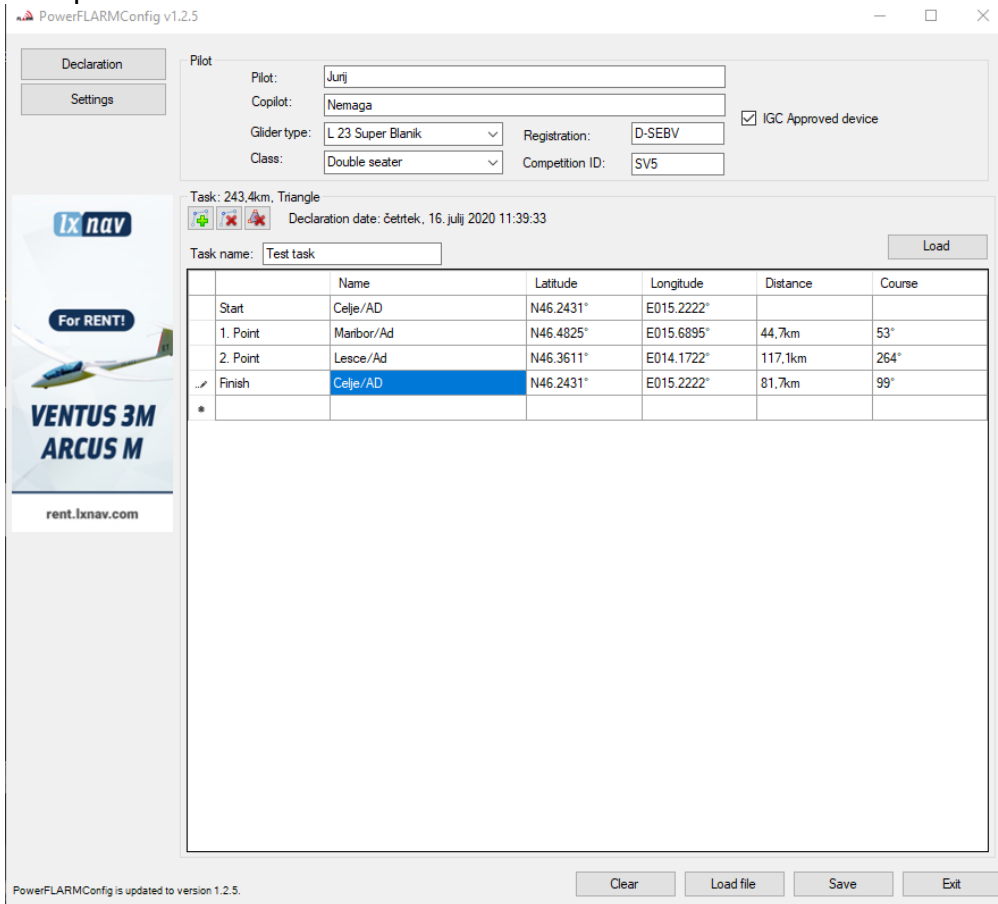 PowerFLARMConfig v1.2.5
Declaration
Settings
Pilot
Pilot: Jurij
Copilot: Nemaga
Glider type: L 23 Super Blanik Registration: D-SEBV
Class: Double seater Competition ID: SV5
IGC Approved device
lx nav
For RENT!
VENTUS 3M
ARCUS M
rent.lxnav.com
Task: 243,4km, Triangle
Declaration date: četrtek, 16. julij 2020 11:39:33
Load
Task name: Test task
Name Latitude Longitude Distance Course
Start Celje/AD N46.2431° E015.2222°
1. Point Maribor/Ad N46.4825° E015.6895° 44,7km 53°
2. Point Lesce/Ad N46.3611° E014.1722° 117,1km 264°
Finish Celje/AD N46.2431° E015.2222° 81,7km 99°
PowerFLARMConfig is updated to version 1.2.5.
Clear Load file Save Exit